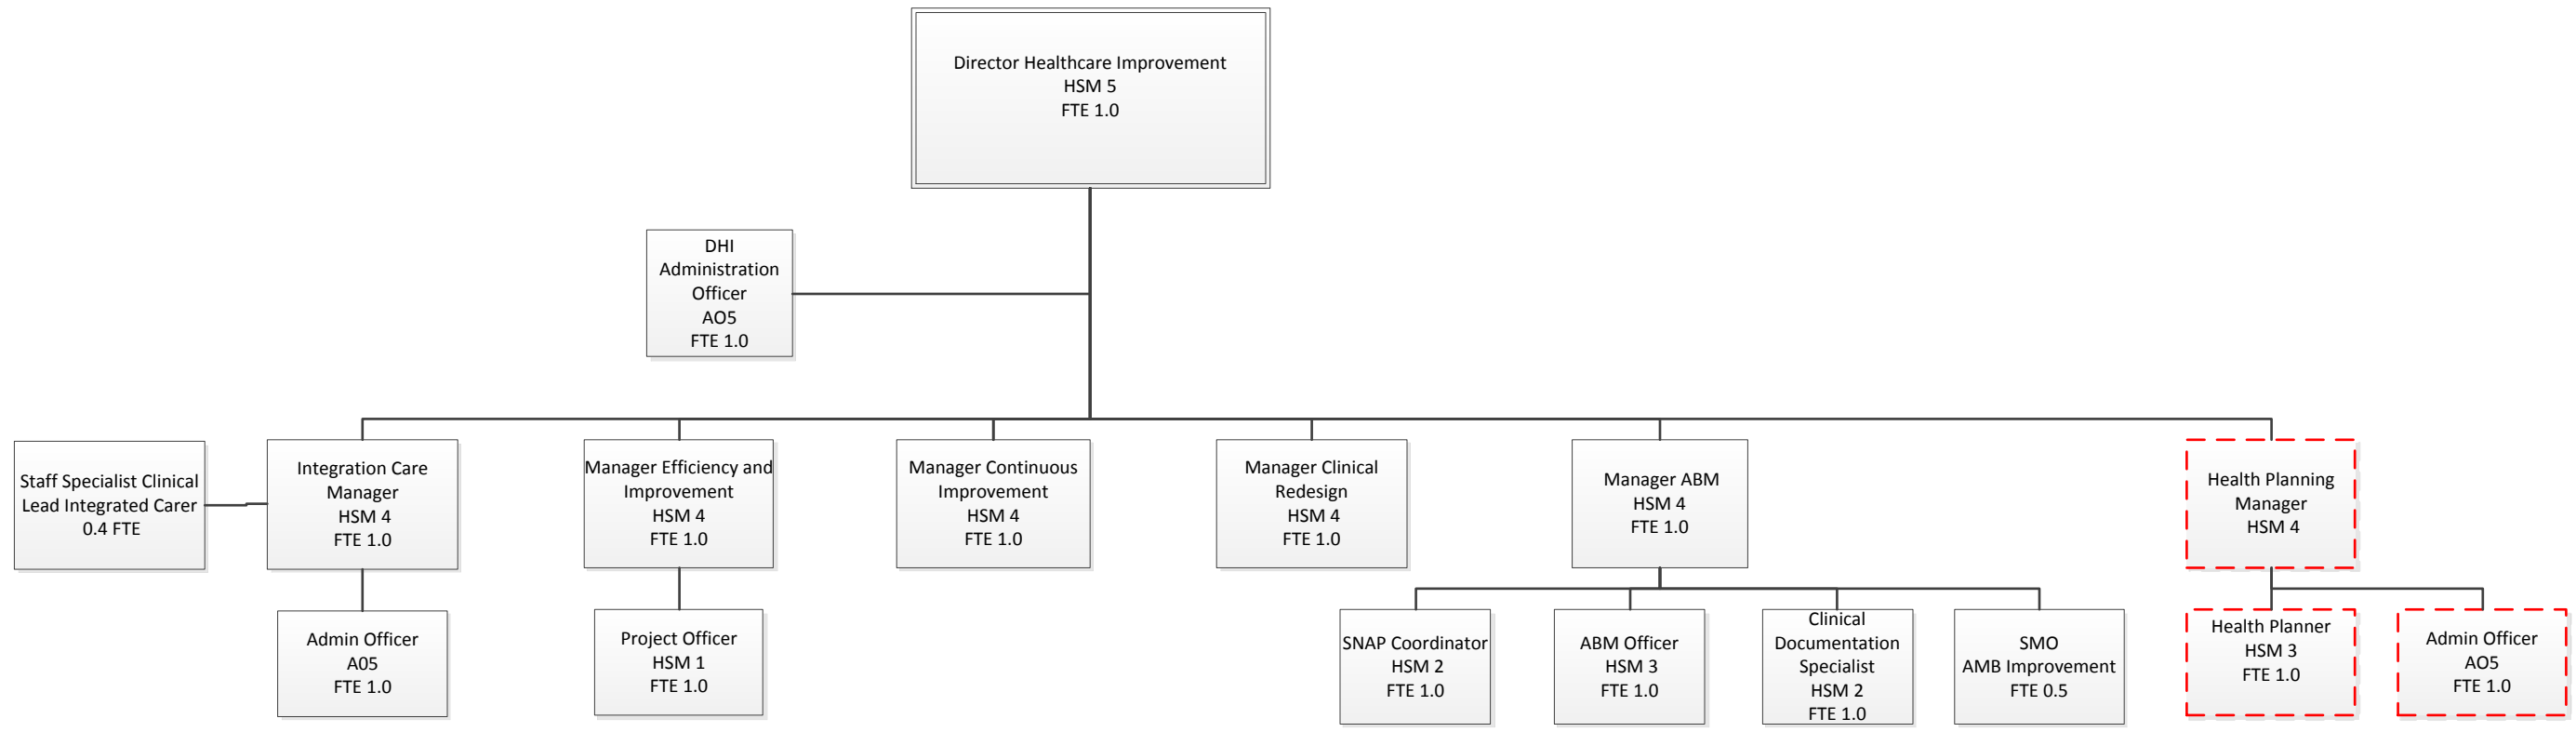 Director Healthcare Improvement
HSM 5
FTE 1.0
DHI
Administration
Officer
AO5
FTE 1.0
Staff Specialist Clinical
Lead Integrated Carer
0.4 FTE
Integration Care
Manager
HSM 4
FTE 1.0
Manager Efficiency and
Improvement
HSM 4
FTE 1.0
Manager Continuous
Improvement
HSM 4
FTE 1.0
Manager Clinical
Redesign
HSM 4
FTE 1.0
Manager ABM
HSM 4
FTE 1.0
Health Planning
Manager
HSM 4
Admin Officer
A05
FTE 1.0
Project Officer
HSM 1
FTE 1.0
SNAP Coordinator
HSM 2
FTE 1.0
ABM Officer
HSM 3
FTE 1.0
Clinical
Documentation
Specialist
HSM 2
FTE 1.0
SMO
AMB Improvement
FTE 0.5
Health Planner
HSM 3
FTE 1.0
Admin Officer
AO5
FTE 1.0